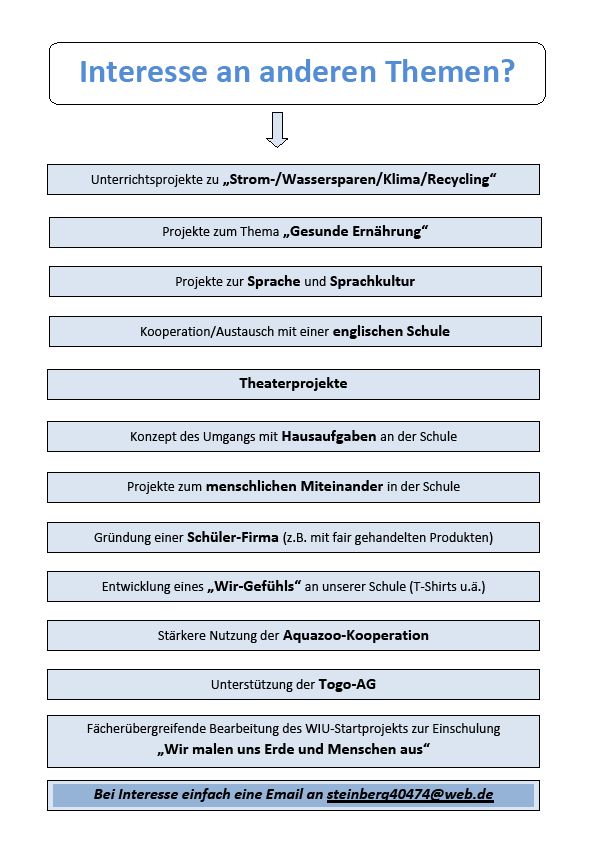 Interesse an anderen Themen?
Unterrichtsprojekte zu „Strom-/Wassersparen/Klima/Recycling“
Projekte zum Thema „Gesunde Ernährung“
Projekte zur Sprache und Sprachkultur
Kooperation/Austausch mit einer englischen Schule
Theaterprojekte
Konzept des Umgangs mit Hausaufgaben an der Schule
Projekte zum menschlichen Miteinander in der Schule
Gründung einer Schüler-Firma (z.B. mit fair gehandelten Produkten)
Entwicklung eines „Wir-Gefühls“ an unserer Schule (T-Shirts u.ä.)
Stärkere Nutzung der Aquazoo-Kooperation
Unterstützung der Togo-AG
Fächerübergreifende Bearbeitung des WIU-Startprojekts zur Einschulung
„Wir malen uns Erde und Menschen aus“
Bei Interesse einfach eine Email an steinberg40474@web.de